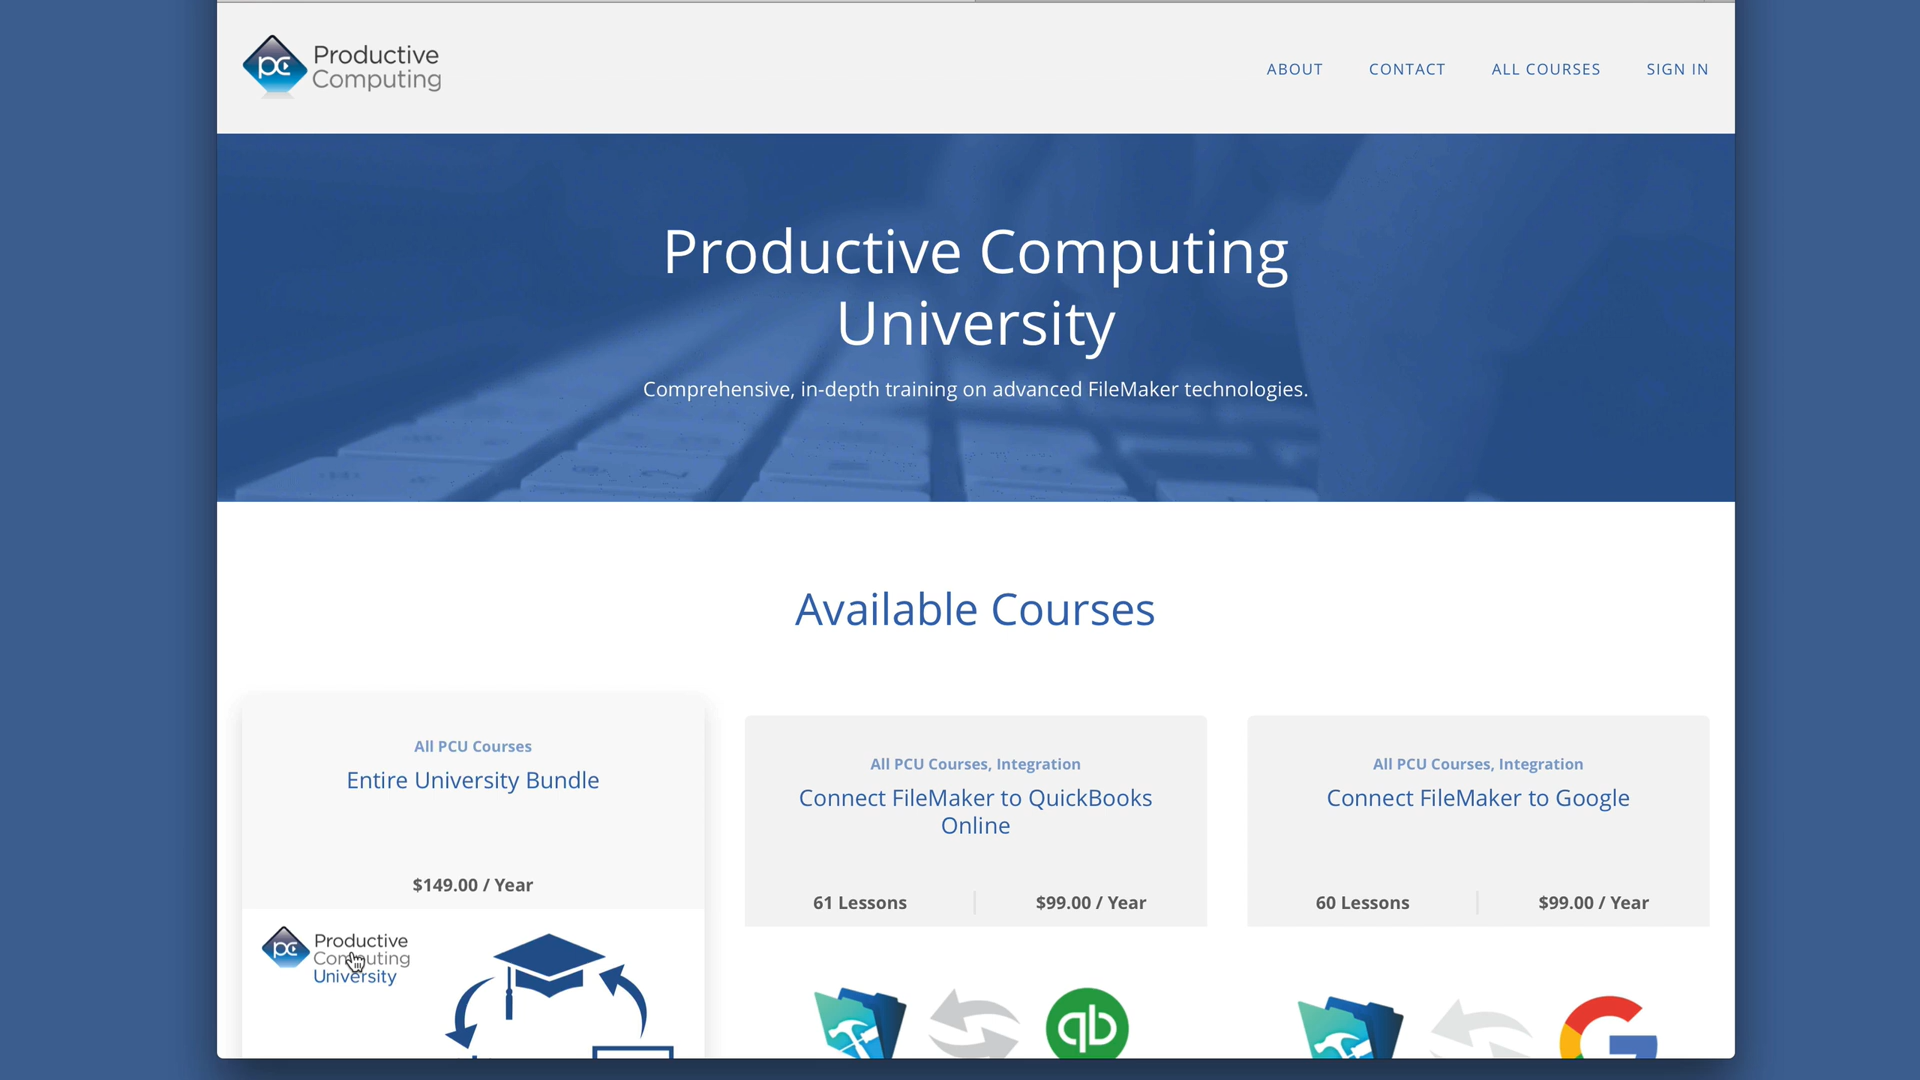 Productive
Computing
ABOUT
CONTACT
ALL COURSES
SIGN IN
Productive Computing
University
Comprehensive, in-depth training on advanced FileMaker technologies.
Available Courses
All PCU Courses
Entire University Bundle
$149.00 / Year
Productive
Computing
University
All PCU Courses, Integration
Connect FileMaker to QuickBooks
Online
61 Lessons
$99.00 / Year
qb
All PCU Courses, Integration
Connect FileMaker to Google
60 Lessons
$99.00 / Year